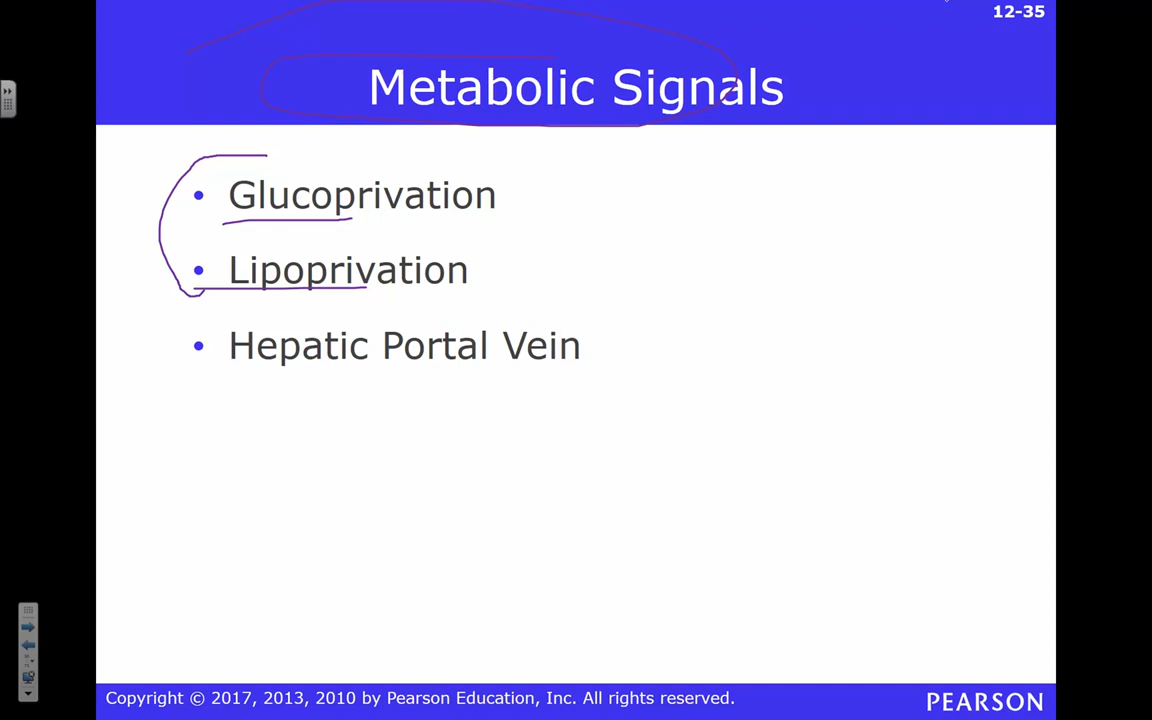 12-35
Metabolic Signals
• Glucoprivation
• Lipoprivation
• Hepatic Portal Vein
Copyright © 2017, 2013, 2010 by Pearson Education, Inc. All rights reserved.
PEARSON